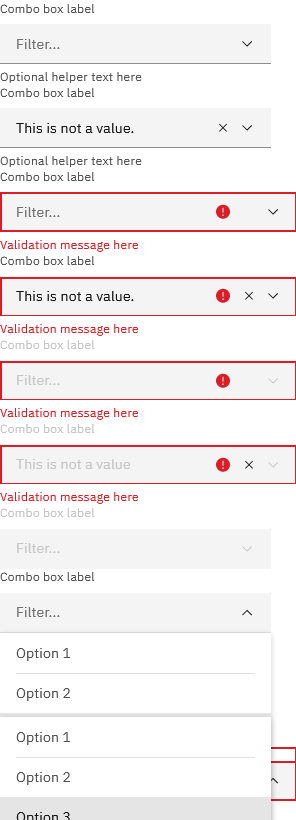 Combo box label
Filter...
Optional helper text here
Combo box label
This is not a value.
Optional helper text here
Combo box label
Filter...
Validation message here
Combo box label
This is not a value.
Validation message here
Combo box label
Filter...
Validation message here
Combo box label
This is not a value
Validation message here
Combo box label
Filter...
Combo box label
Filter...
Option 1
Option 2
Option 1
Option 2
Option 3